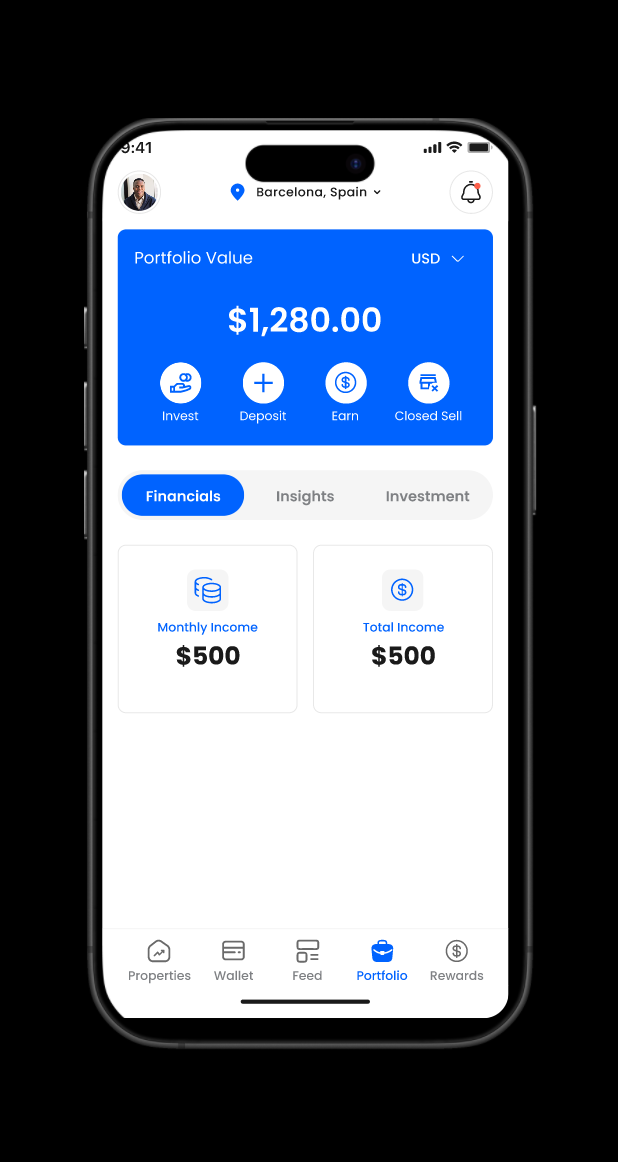 9:41
Barcelona, Spain
Portfolio Value USD
$1,280.00
Invest Deposit Earn Closed Sell
Financials Insights Investment
Monthly Income Total Income
$500 $500
Properties Wallet Feed Portfolio Rewards